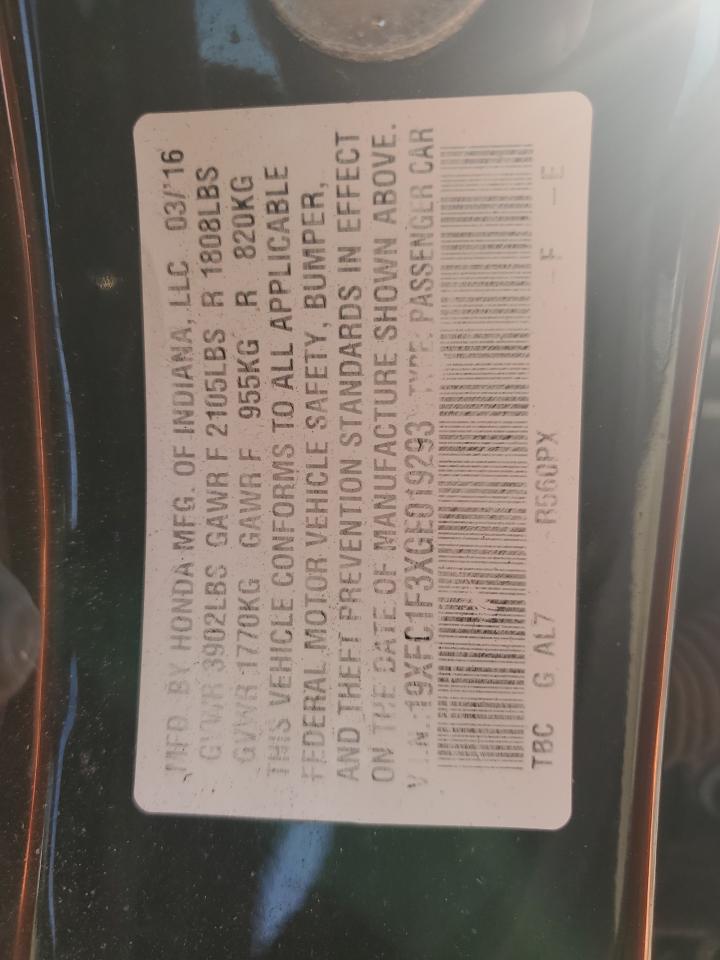 MFD. BY HONDA MFG. OF INDIANA, LLC 03/'16
GVWR 3902LBS GAWR F 2105LBS R 1808LBS
GVWR 1770KG GAWR F 955KG R 820KG
THIS VEHICLE CONFORMS TO ALL APPLICABLE
FEDERAL MOTOR VEHICLE SAFETY, BUMPER,
AND THEFT PREVENTION STANDARDS IN EFFECT
ON THE DATE OF MANUFACTURE SHOWN ABOVE.
V.I.N.:19XFC1F3XGE019293 TYPE: PASSENGER CAR
TBC G AL7 R560PX -F -E